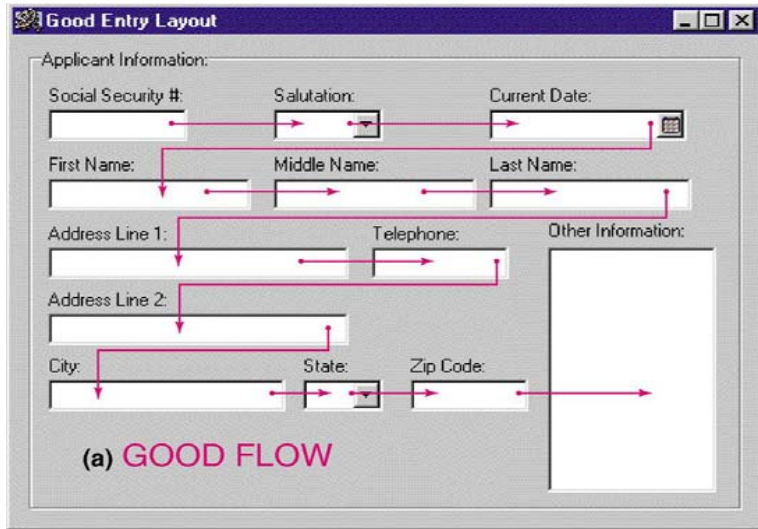 Good Entry Layout
Applicant Information:
Social Security #: Salutation: Current Date:
First Name: Middle Name: Last Name:
Address Line 1: Telephone: Other Information:
Address Line 2:
City: State: Zip Code:
(a) GOOD FLOW